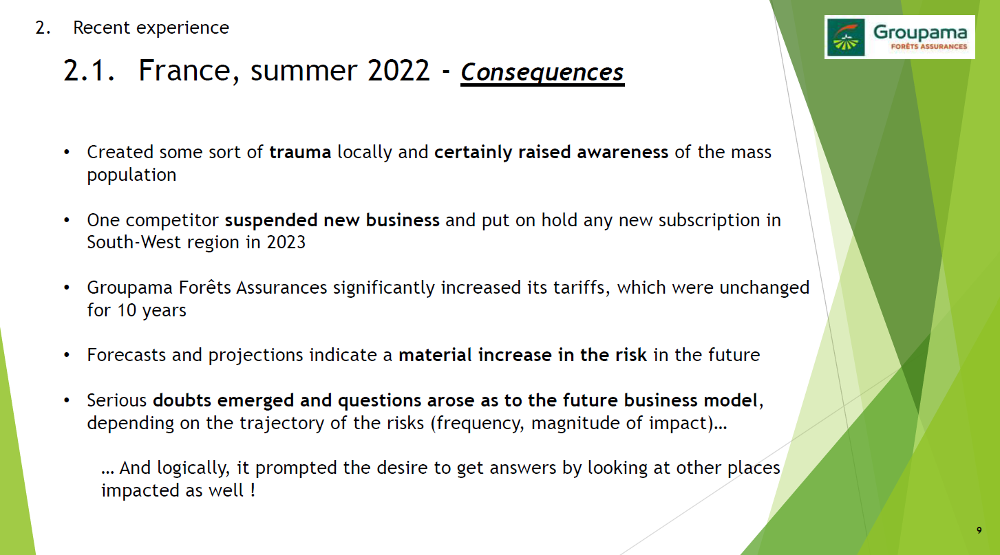 2. Recent experience
Groupama
FORÊTS ASSURANCES
2.1. France, summer 2022 - Consequences
• Created some sort of trauma locally and certainly raised awareness of the mass
population
• One competitor suspended new business and put on hold any new subscription in
South-West region in 2023
• Groupama Forêts Assurances significantly increased its tariffs, which were unchanged
for 10 years
• Forecasts and projections indicate a material increase in the risk in the future
• Serious doubts emerged and questions arose as to the future business model,
depending on the trajectory of the risks (frequency, magnitude of impact)…
… And logically, it prompted the desire to get answers by looking at other places
impacted as well !
9